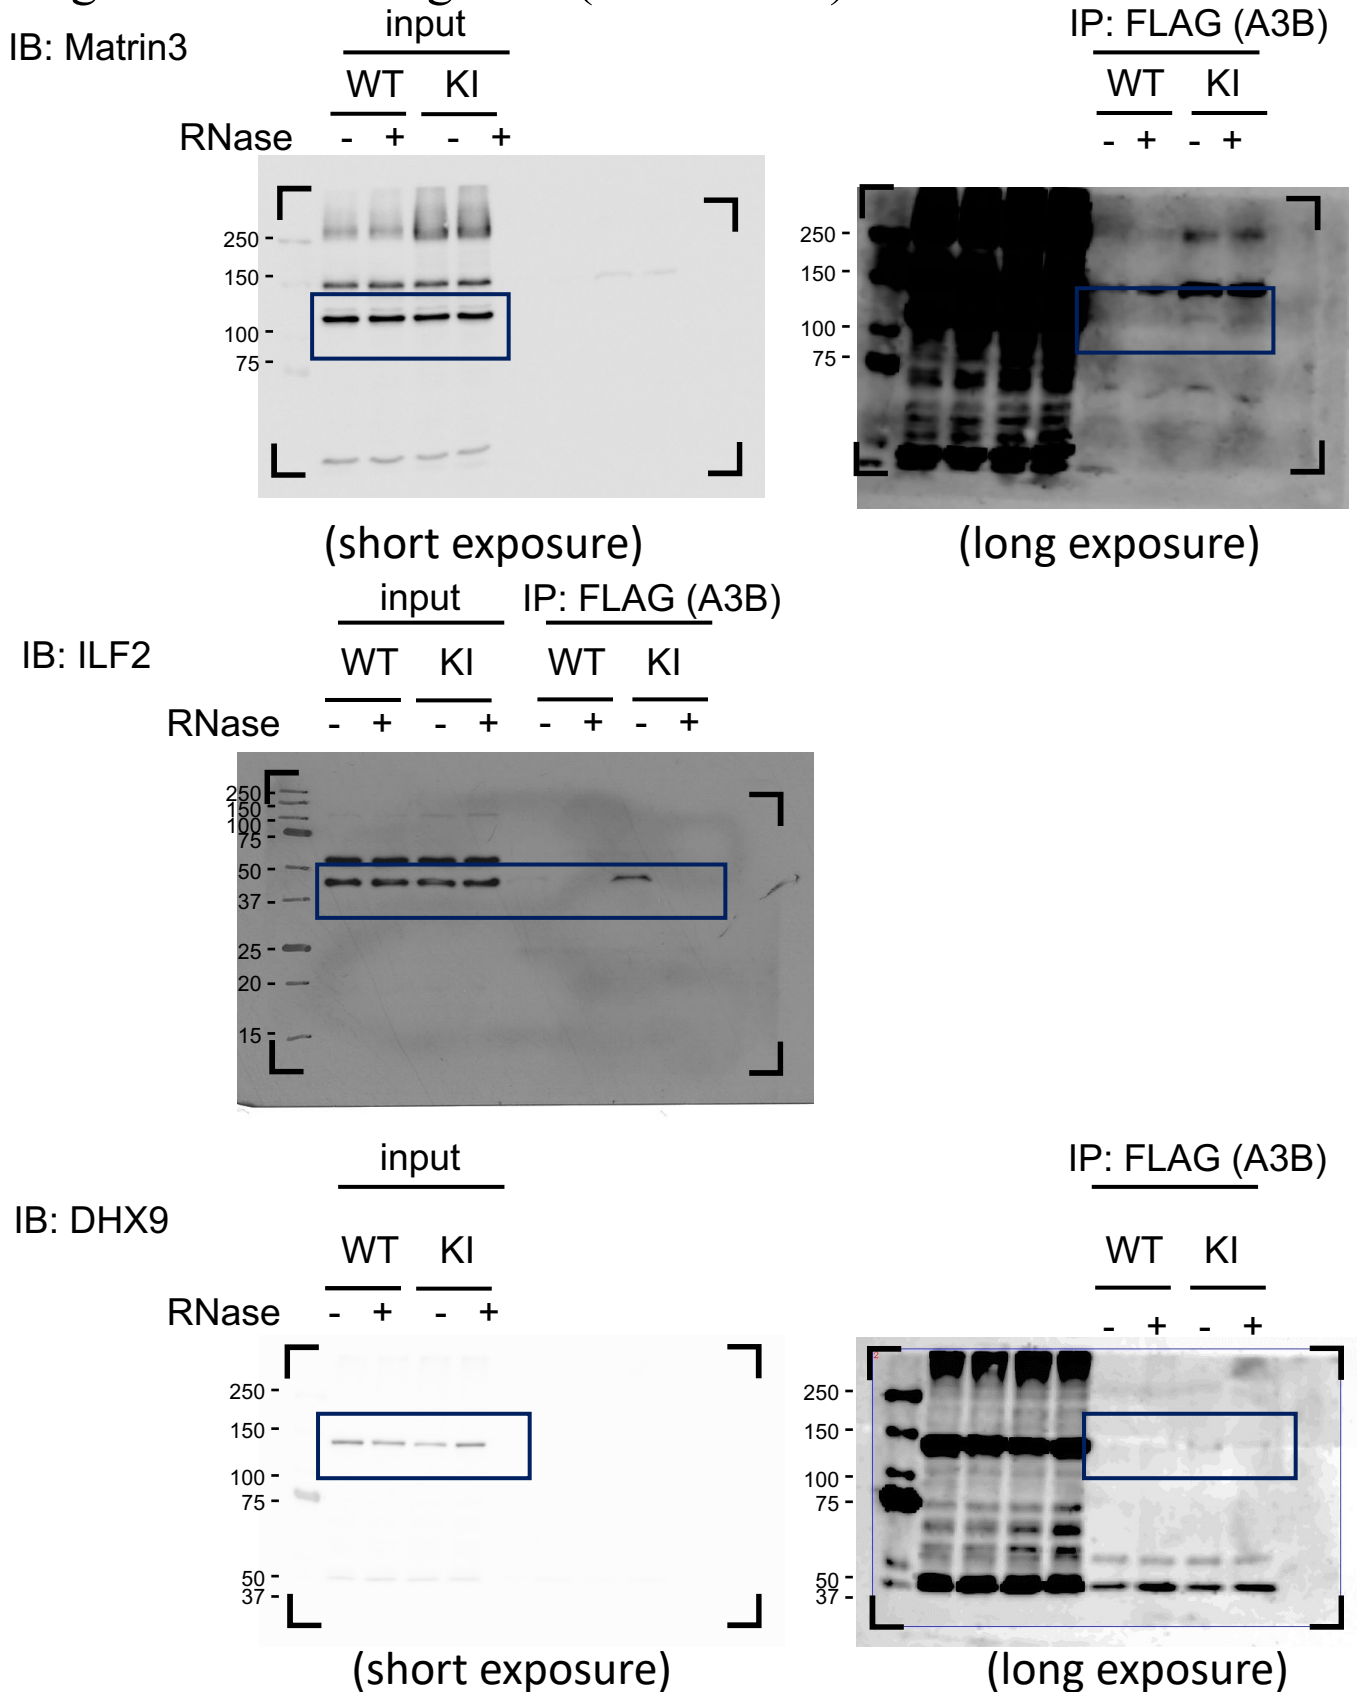 input
IP: FLAG (A3B)
IB: Matrin3
WT KI
WT KI
RNase - + - +
- + - +
250 -
150 -
100 -
75 -
250 -
150 -
100 -
75 -
(short exposure)
(long exposure)
input IP: FLAG (A3B)
IB: ILF2
WT KI WT KI
RNase - + - + - + - +
250
150
100
75 -
50 -
37 -
25 -
20 -
15 -
input
IP: FLAG (A3B)
IB: DHX9
WT KI
WT KI
RNase - + - +
- + - +
250 -
150 -
100 -
75 -
50 -
37 -
2
250 -
150 -
100 -
75 -
50 -
37 -
(short exposure)
(long exposure)